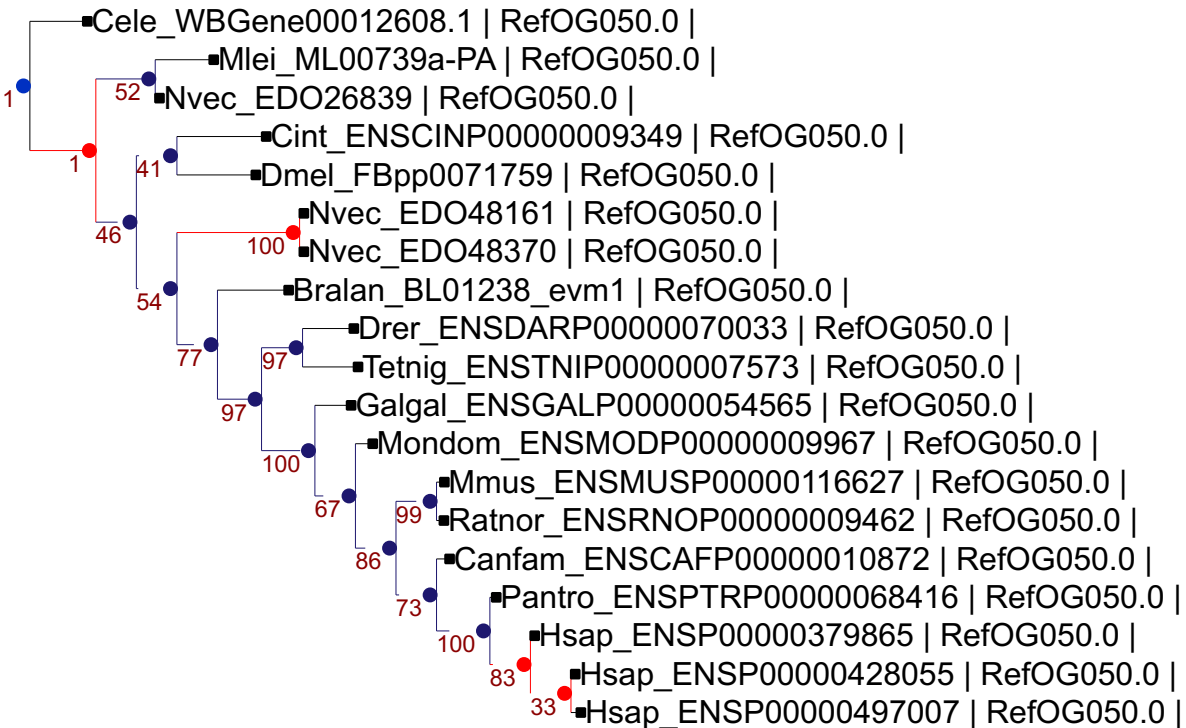 Cele_WBGene00012608.1 | RefOG050.0 |
Mlei_ML00739a-PA | RefOG050.0 |
1
52
Nvec_EDO26839 | RefOG050.0 |
Cint_ENSCINP00000009349 | RefOG050.0 |
1
41
Dmel_FBpp0071759 | RefOG050.0 |
Nvec_EDO48161 | RefOG050.0 |
46
100
Nvec_EDO48370 | RefOG050.0 |
Bralan_BL01238_evm1 | RefOG050.0 |
54
Drer_ENSDARP00000070033 | RefOG050.0 |
77
97
Tetnig_ENSTNIP00000007573 | RefOG050.0 |
Galgal_ENSGALP00000054565 | RefOG050.0 |
97
Mondom_ENSMODP00000009967 | RefOG050.0 |
100
Mmus_ENSMUSP00000116627 | RefOG050.0 |
67
99
Ratnor_ENSRNOP00000009462 | RefOG050.0 |
Canfam_ENSCAFP00000010872 | RefOG050.0 |
86
Pantro_ENSPTRP00000068416 | RefOG050.0 |
73
Hsap_ENSP00000379865 | RefOG050.0 |
100
Hsap_ENSP00000428055 | RefOG050.0 |
83
33
Hsap_ENSP00000497007 | RefOG050.0 |